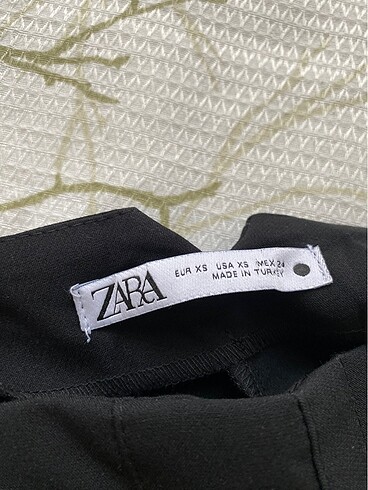 ZARA
EUR XS USA XS MEX 24
MADE IN TURKEY